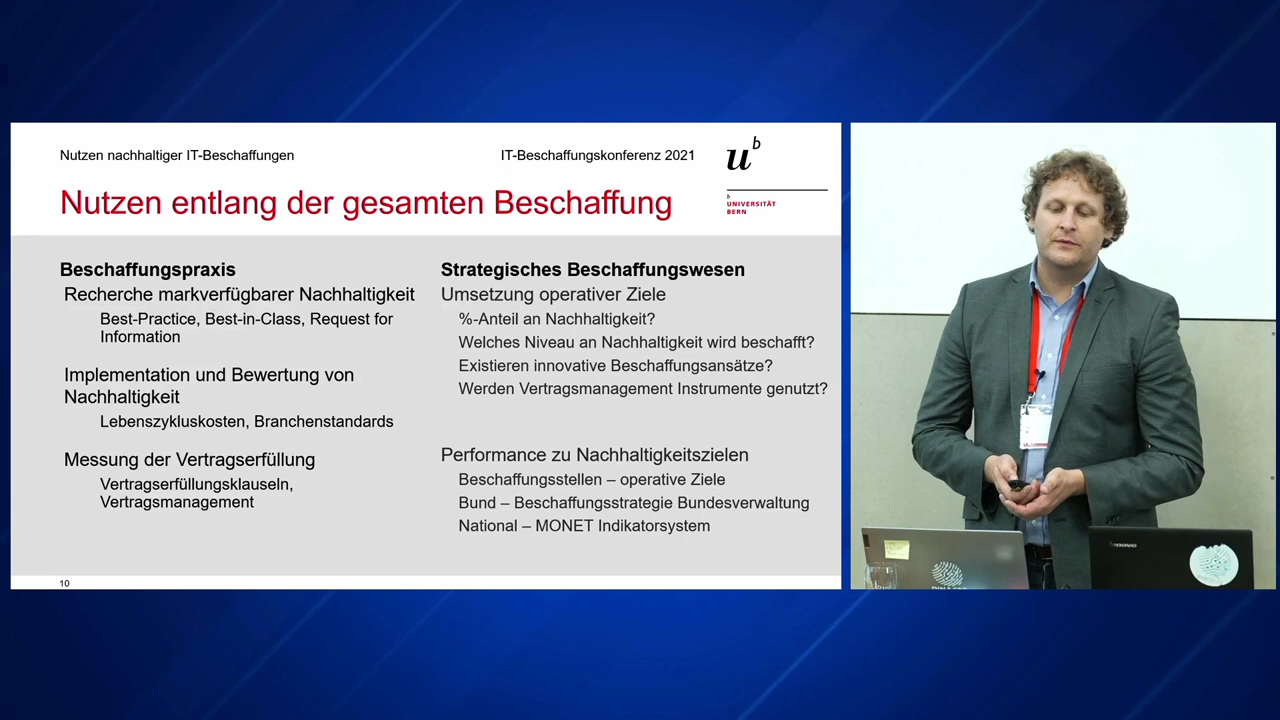 Nutzen nachhaltiger IT-Beschaffungen
IT-Beschaffungskonferenz 2021
u b
b
UNIVERSITÄT
BERN
Nutzen entlang der gesamten Beschaffung
Beschaffungspraxis
Recherche markverfügbarer Nachhaltigkeit
Best-Practice, Best-in-Class, Request for
Information
Implementation und Bewertung von
Nachhaltigkeit
Lebenszykluskosten, Branchenstandards
Messung der Vertragserfüllung
Vertragserfüllungsklauseln,
Vertragsmanagement
Strategisches Beschaffungswesen
Umsetzung operativer Ziele
%-Anteil an Nachhaltigkeit?
Welches Niveau an Nachhaltigkeit wird beschafft?
Existieren innovative Beschaffungsansätze?
Werden Vertragsmanagement Instrumente genutzt?
Performance zu Nachhaltigkeitszielen
Beschaffungsstellen – operative Ziele
Bund – Beschaffungsstrategie Bundesverwaltung
National – MONET Indikatorsystem
10
lenovo